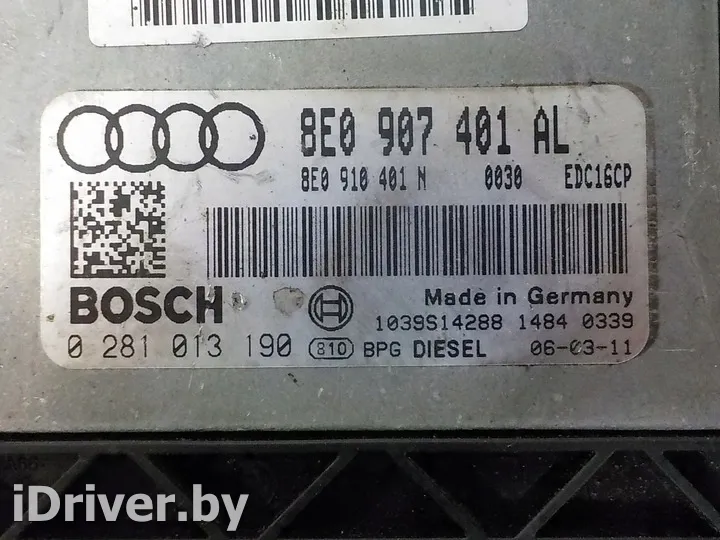 8E0 907 401 AL
8E0 910 401 N 0030 EDC16CP
BOSCH
Made in Germany
1039S14288 1484 0339
0 281 013 190 810 BPG DIESEL 06-03-11
iDriver.by